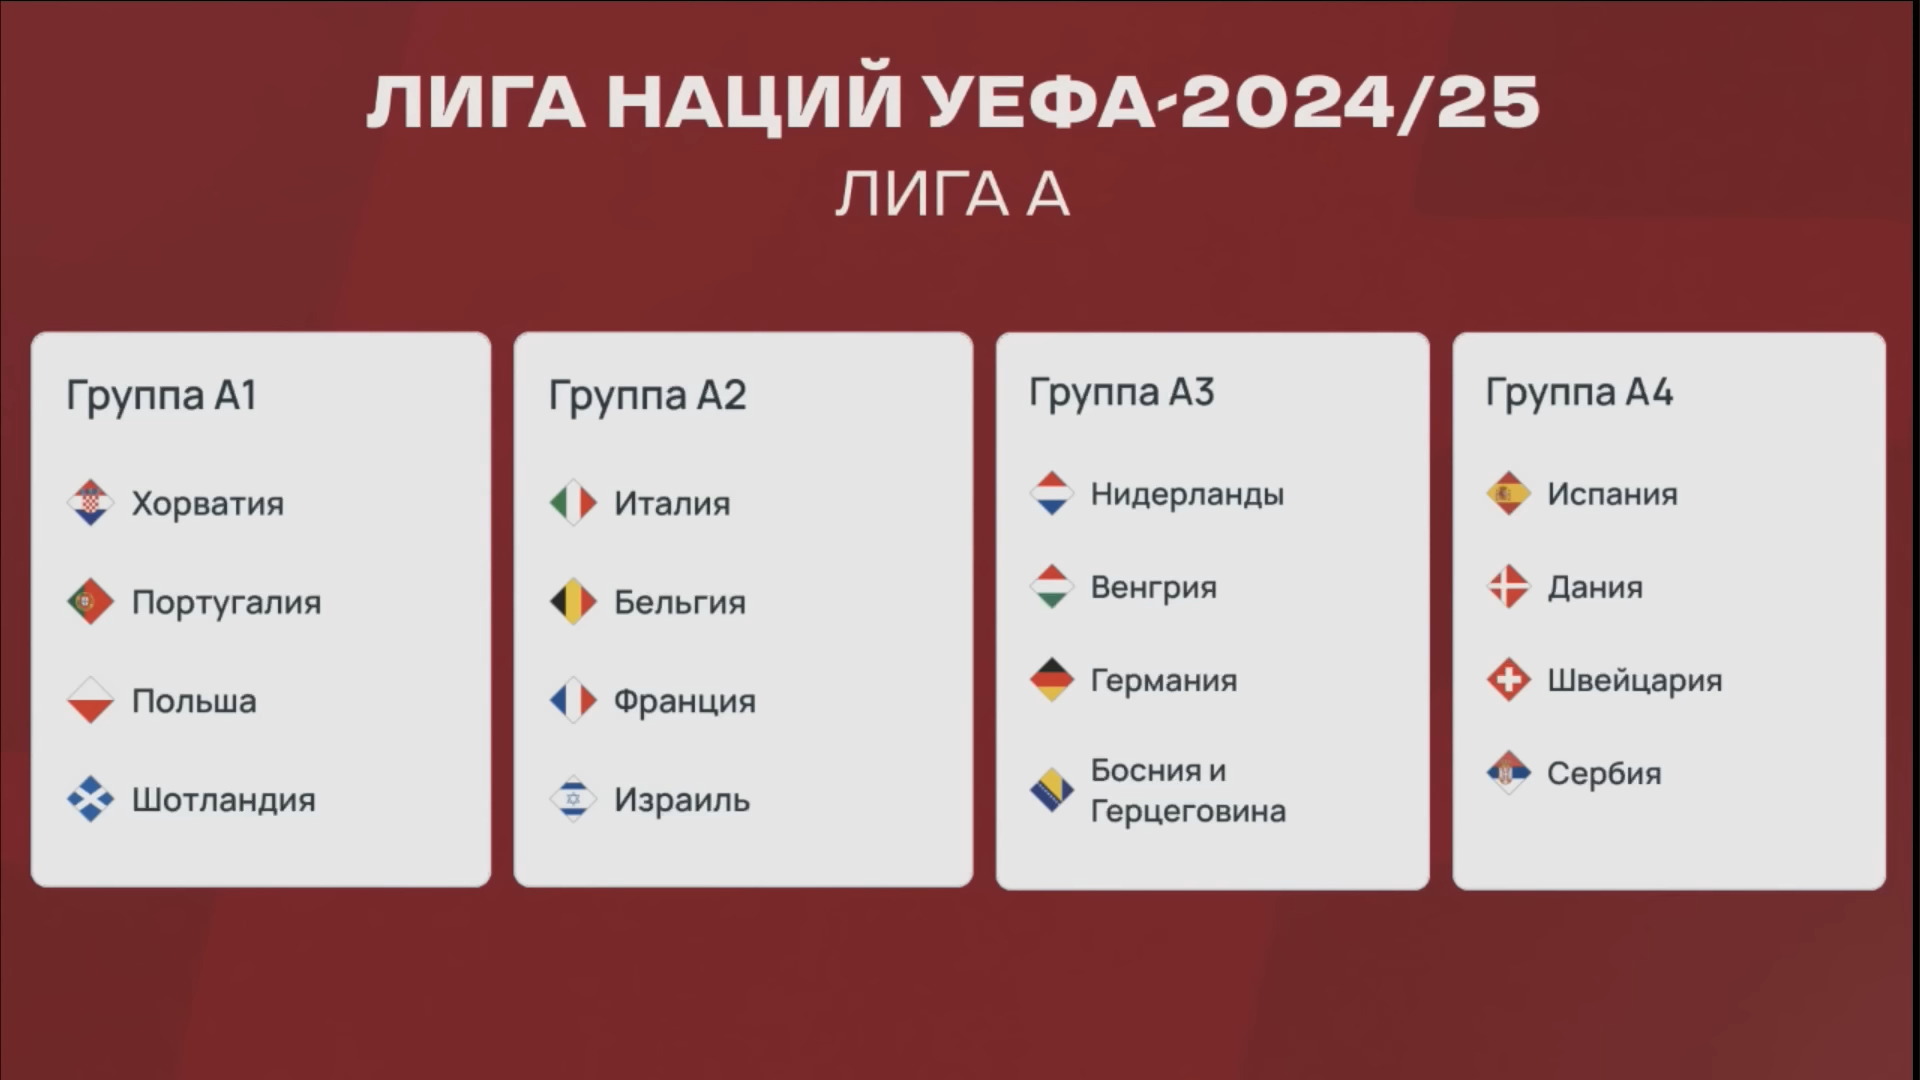 ЛИГА НАЦИЙ УЕФА-2024/25
ЛИГА А
Группа А1
Хорватия
Португалия
Польша
Шотландия
Группа А2
Италия
Бельгия
Франция
Израиль
Группа А3
Нидерланды
Венгрия
Германия
Босния и
Герцеговина
Группа А4
Испания
Дания
Швейцария
Сербия